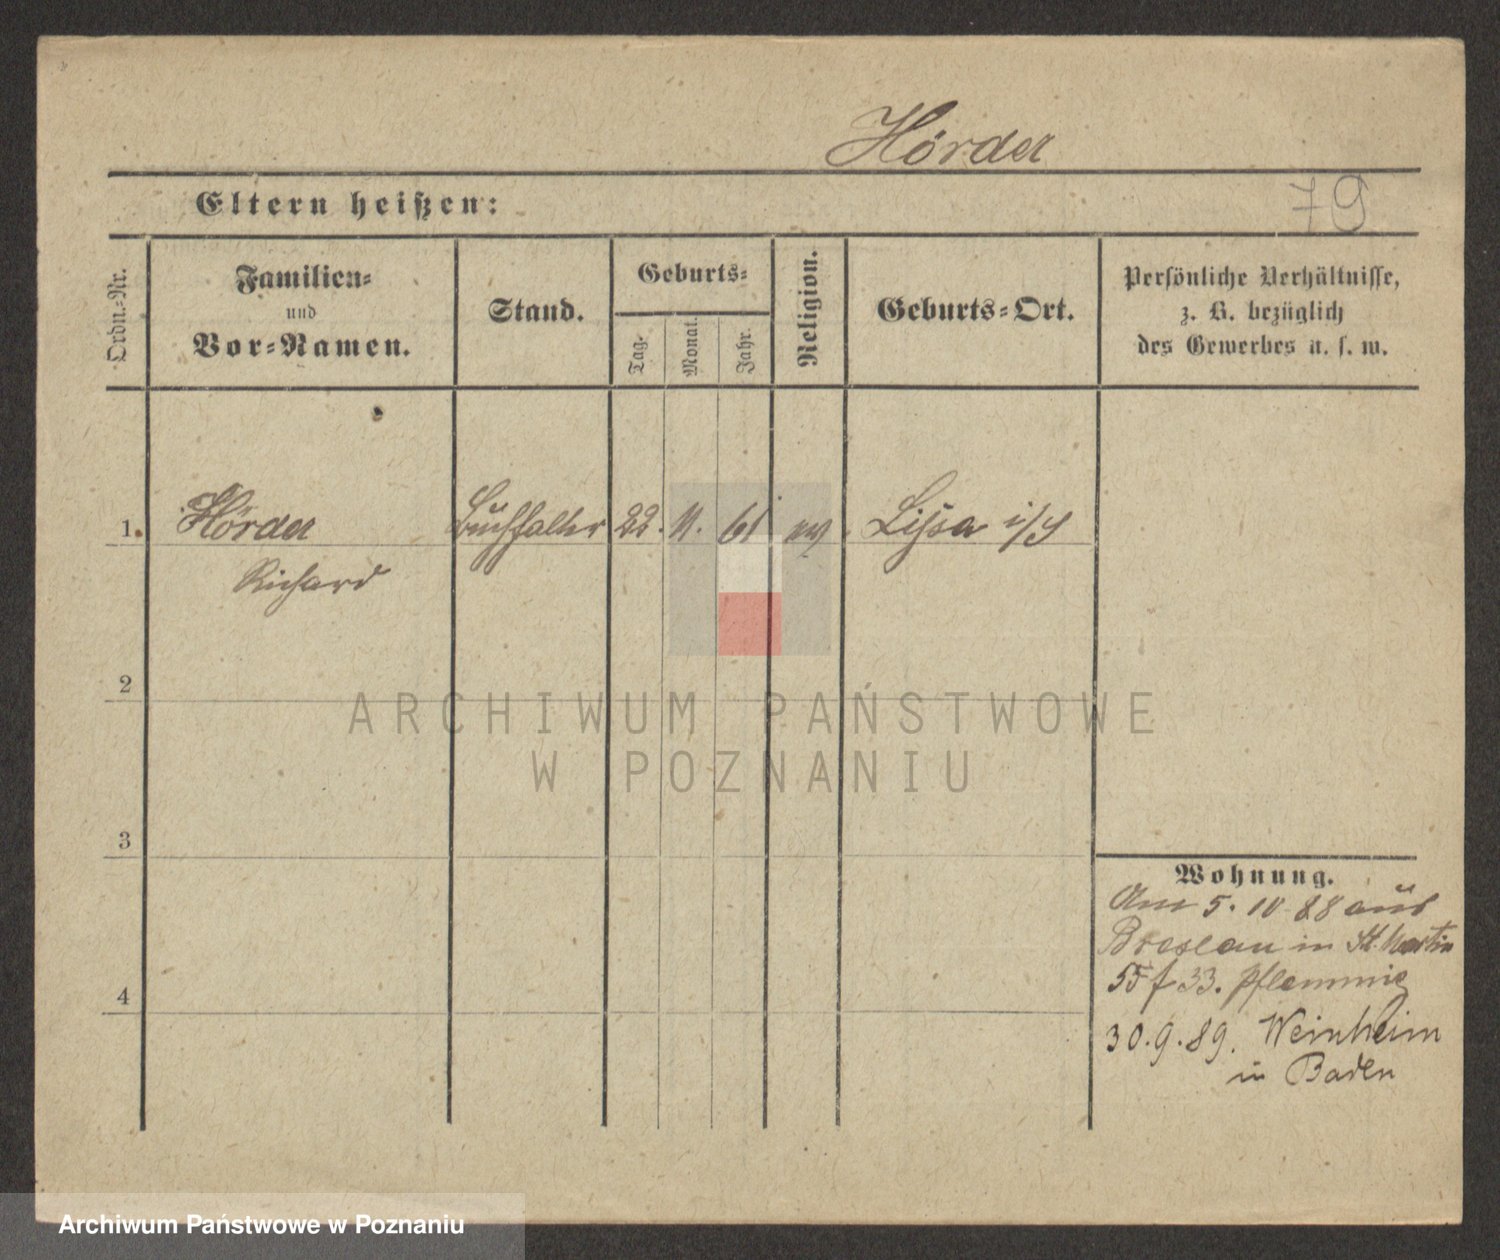 Hörder
Eltern heißen:
79
Ordn.-Nr.
Familien-
und
Vor-Namen.
Stand.
Geburts-
Tag.
Monat.
Jahr.
Religion.
Geburts-Ort.
Persönliche Verhältnisse,
z. B. bezüglich
des Gewerbes u. s. w.
1. Hörder Buchhalter 22. 11. 61 ev. Lissa i/S
Richard
2
3
4
Wohnung.
Am 5. 10 88 aus
Breslau in St. Martin
55 f 33. Pflemmig
30.9.89. Weinheim
in Baden
ARCHIWUM PAŃSTWOWE
W POZNANIU
Archiwum Państwowe w Poznaniu